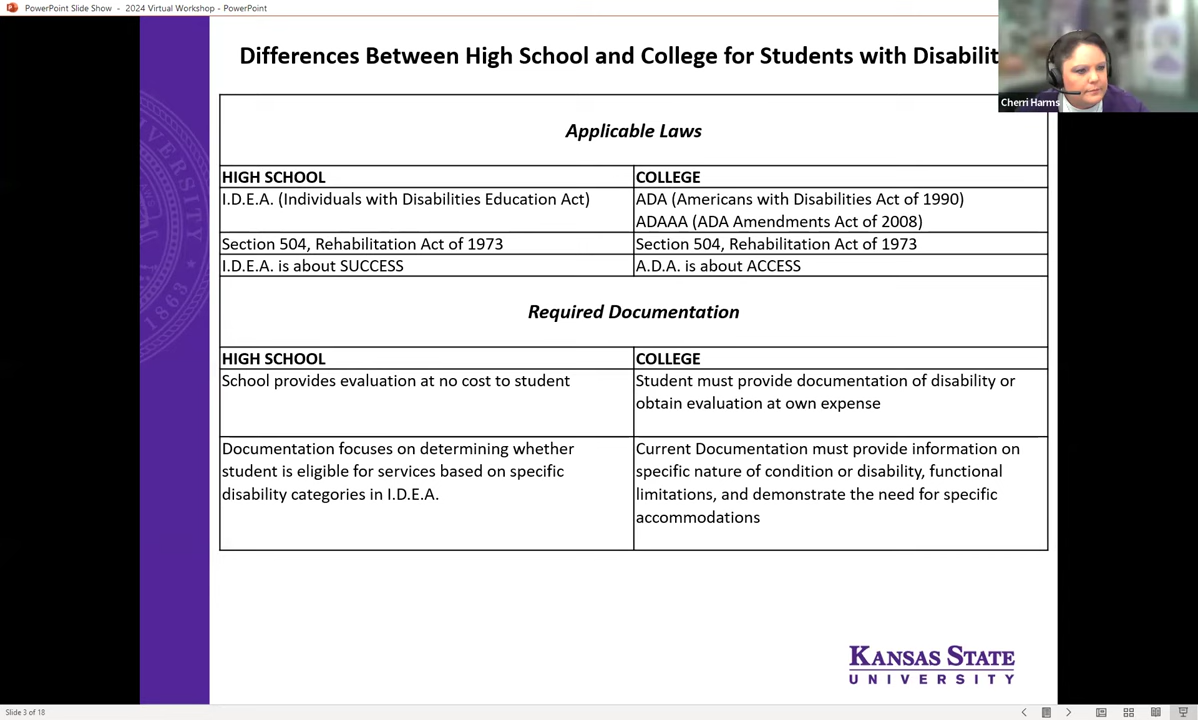 PowerPoint Slide Show - 2024 Virtual Workshop - PowerPoint
Differences Between High School and College for Students with Disabilit
Cherri Harms
Applicable Laws
HIGH SCHOOL
COLLEGE
I.D.E.A. (Individuals with Disabilities Education Act)
ADA (Americans with Disabilities Act of 1990)
ADAAA (ADA Amendments Act of 2008)
Section 504, Rehabilitation Act of 1973
Section 504, Rehabilitation Act of 1973
I.D.E.A. is about SUCCESS
A.D.A. is about ACCESS
Required Documentation
HIGH SCHOOL
COLLEGE
School provides evaluation at no cost to student
Student must provide documentation of disability or
obtain evaluation at own expense
Documentation focuses on determining whether
student is eligible for services based on specific
disability categories in I.D.E.A.
Current Documentation must provide information on
specific nature of condition or disability, functional
limitations, and demonstrate the need for specific
accommodations
KANSAS STATE
UNIVERSITY
VERSITY
1863
Slide 3 of 18